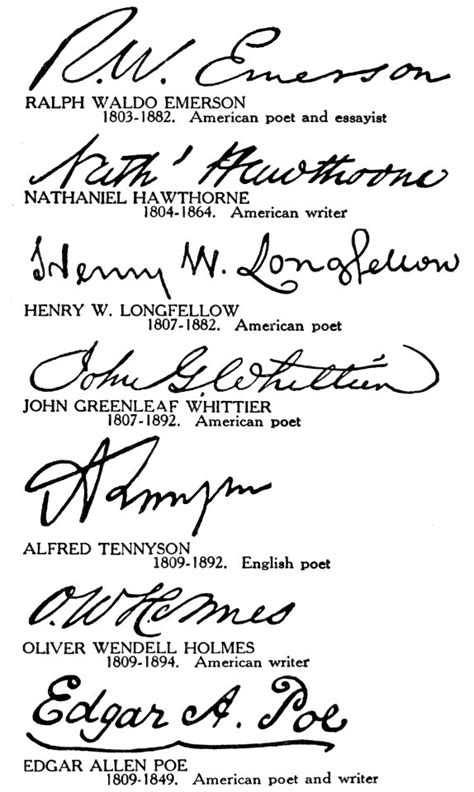 R.W. Emerson
RALPH WALDO EMERSON
1803-1882. American poet and essayist
Nath' Hawthorne
NATHANIEL HAWTHORNE
1804-1864. American writer
Henry W. Longfellow
HENRY W. LONGFELLOW
1807-1882. American poet
John G. Whittier
JOHN GREENLEAF WHITTIER
1807-1892. American poet
A Tennyson
ALFRED TENNYSON
1809-1892. English poet
O. W. Holmes
OLIVER WENDELL HOLMES
1809-1894. American writer
Edgar A. Poe
EDGAR ALLEN POE
1809-1849. American poet and writer